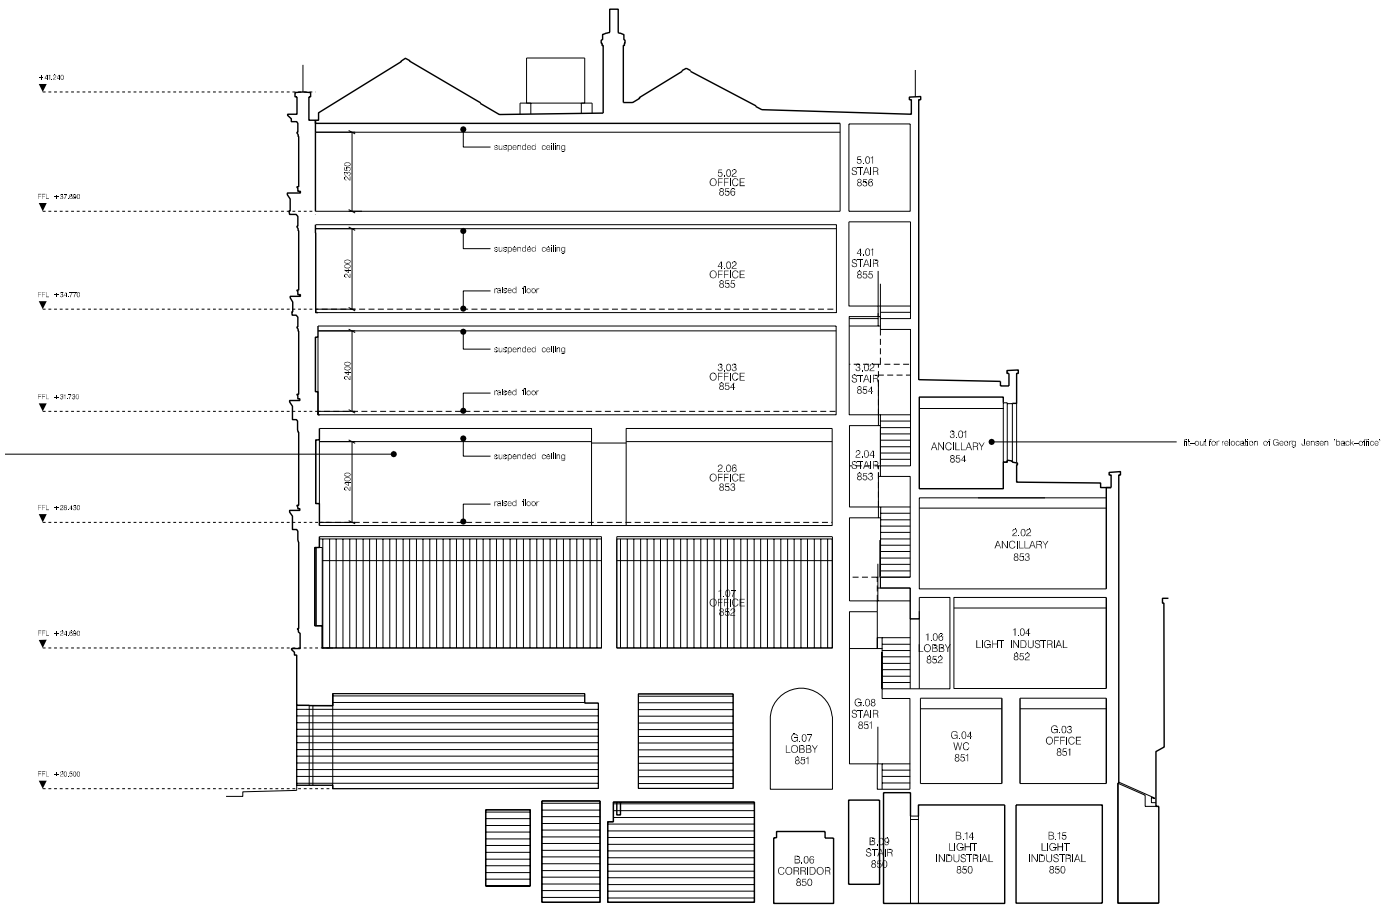 +41.240
suspended ceiling
2350
5.02
OFFICE
856
5.01
STAIR
856
FFL +37.690
suspended ceiling
2400
4.02
OFFICE
855
4.01
STAIR
855
raised floor
FFL +34.770
suspended ceiling
2400
3.03
OFFICE
854
3.02
STAIR
854
raised floor
FFL +31.730
3.01
ANCILLARY
854
fit-out for relocation of Georg Jensen 'back-office'
suspended ceiling
2400
2.06
OFFICE
853
2.04
STAIR
853
raised floor
FFL +28.430
2.02
ANCILLARY
853
1.07
OFFICE
852
1.06
LOBBY
852
1.04
LIGHT INDUSTRIAL
852
FFL +24.690
G.07
LOBBY
851
G.08
STAIR
851
G.04
WC
851
G.03
OFFICE
851
FFL +20.500
B.06
CORRIDOR
850
B.09
STAIR
850
B.14
LIGHT
INDUSTRIAL
850
B.15
LIGHT
INDUSTRIAL
850